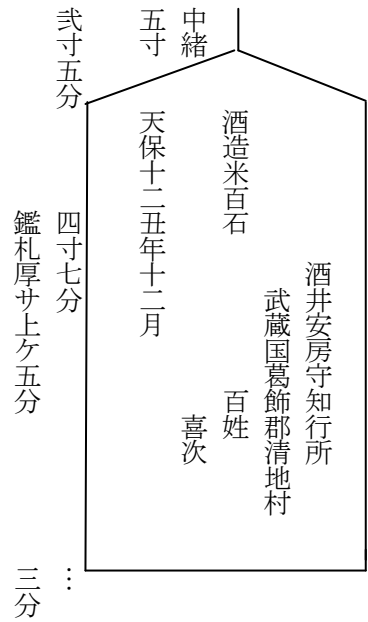 酒井安房守知行所
武蔵国葛飾郡清地村
酒造米百石
百姓
喜次
天保十二丑年十二月
中緒
五寸
弐寸五分
四寸七分
鑑札厚サ上ケ五分
…
三分